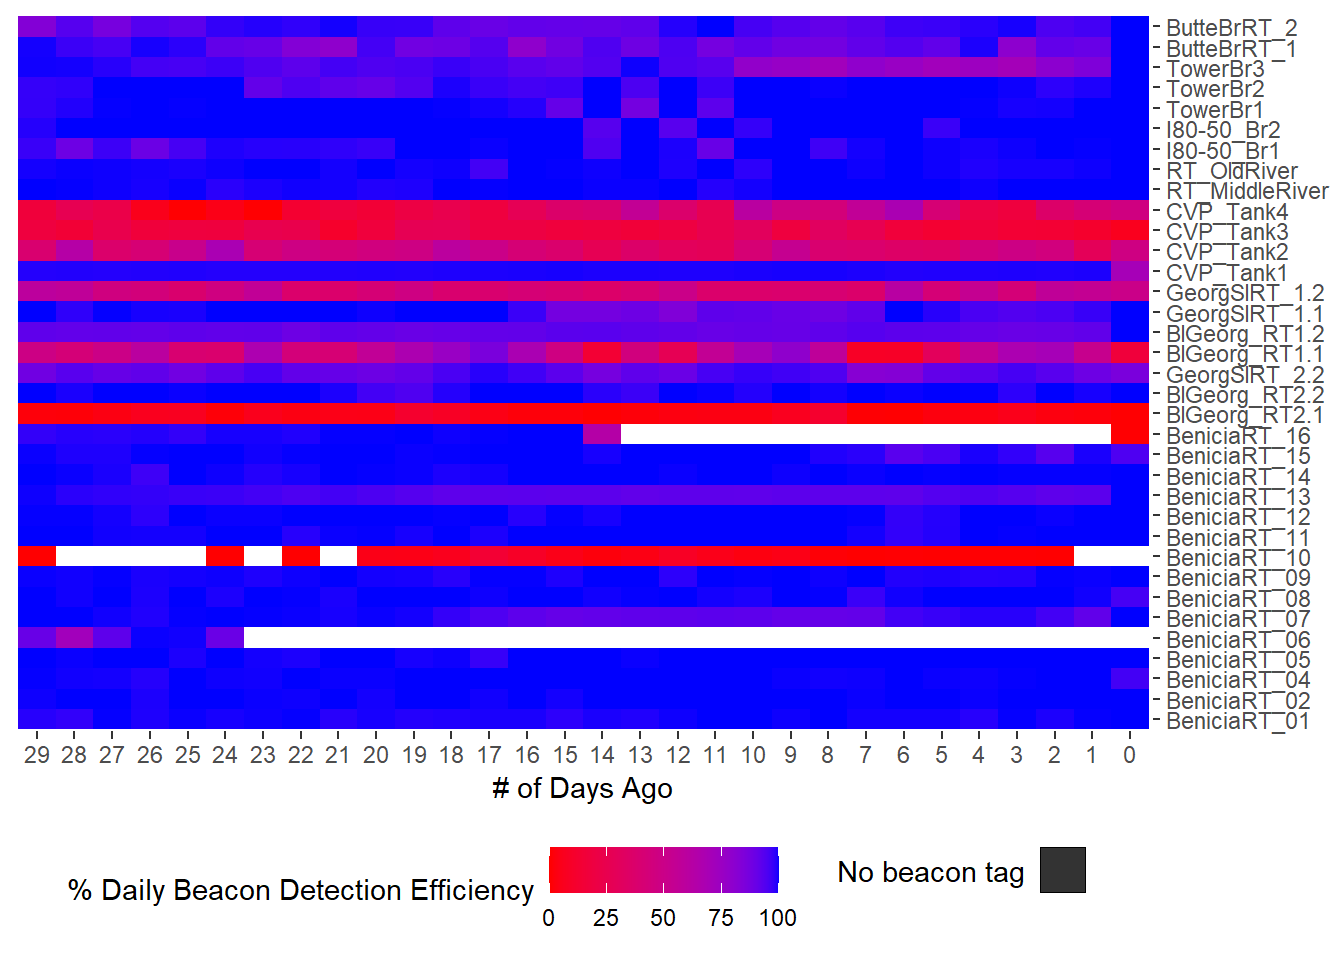 ButteBrRT_2
ButteBrRT_1
TowerBr3
TowerBr2
TowerBr1
I80-50_Br2
I80-50_Br1
RT_OldRiver
RT_MiddleRiver
CVP_Tank4
CVP_Tank3
CVP_Tank2
CVP_Tank1
GeorgSlRT_1.2
GeorgSlRT_1.1
BlGeorg_RT1.2
BlGeorg_RT1.1
GeorgSlRT_2.2
BlGeorg_RT2.2
BlGeorg_RT2.1
BeniciaRT_16
BeniciaRT_15
BeniciaRT_14
BeniciaRT_13
BeniciaRT_12
BeniciaRT_11
BeniciaRT_10
BeniciaRT_09
BeniciaRT_08
BeniciaRT_07
BeniciaRT_06
BeniciaRT_05
BeniciaRT_04
BeniciaRT_02
BeniciaRT_01
29 28 27 26 25 24 23 22 21 20 19 18 17 16 15 14 13 12 11 10 9 8 7 6 5 4 3 2 1 0
# of Days Ago
% Daily Beacon Detection Efficiency
0 25 50 75 100
No beacon tag